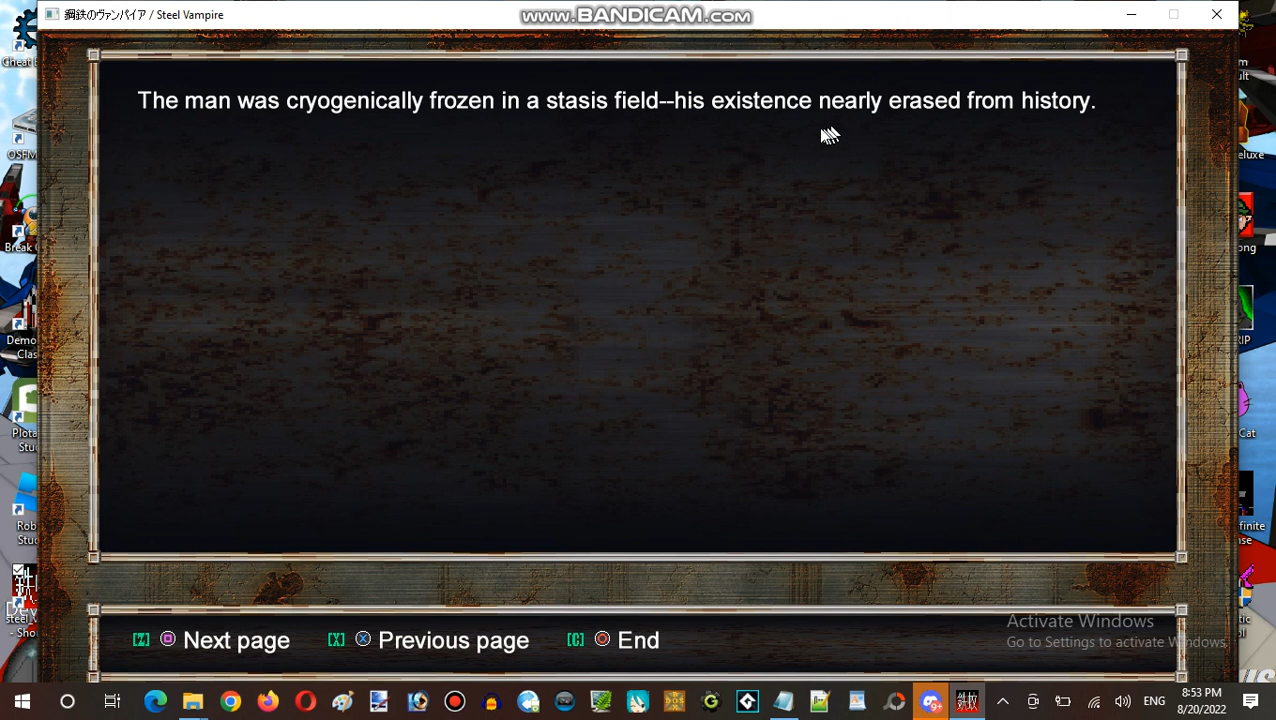 鋼鉄のヴァンパイア / Steel Vampire
www.BANDICAM.com
The man was cryogenically frozen in a stasis field--his existence nearly erased from history.
[Z] Next page [X] Previous page [C] End
Activate Windows
Go to Settings to activate Windows.
ENG
8:53 PM
8/20/2022